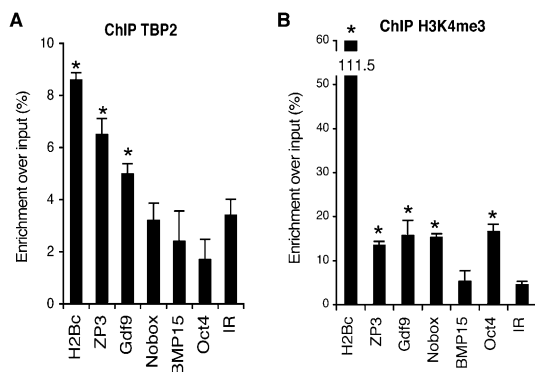 A
ChIP TBP2
Enrichment over input (%)
10
8
6
4
2
0
*
*
*
H2Bc
ZP3
Gdf9
Nobox
BMP15
Oct4
IR
B
ChIP H3K4me3
Enrichment over input (%)
60
50
40
30
20
10
0
*
111.5
*
*
*
*
H2Bc
ZP3
Gdf9
Nobox
BMP15
Oct4
IR